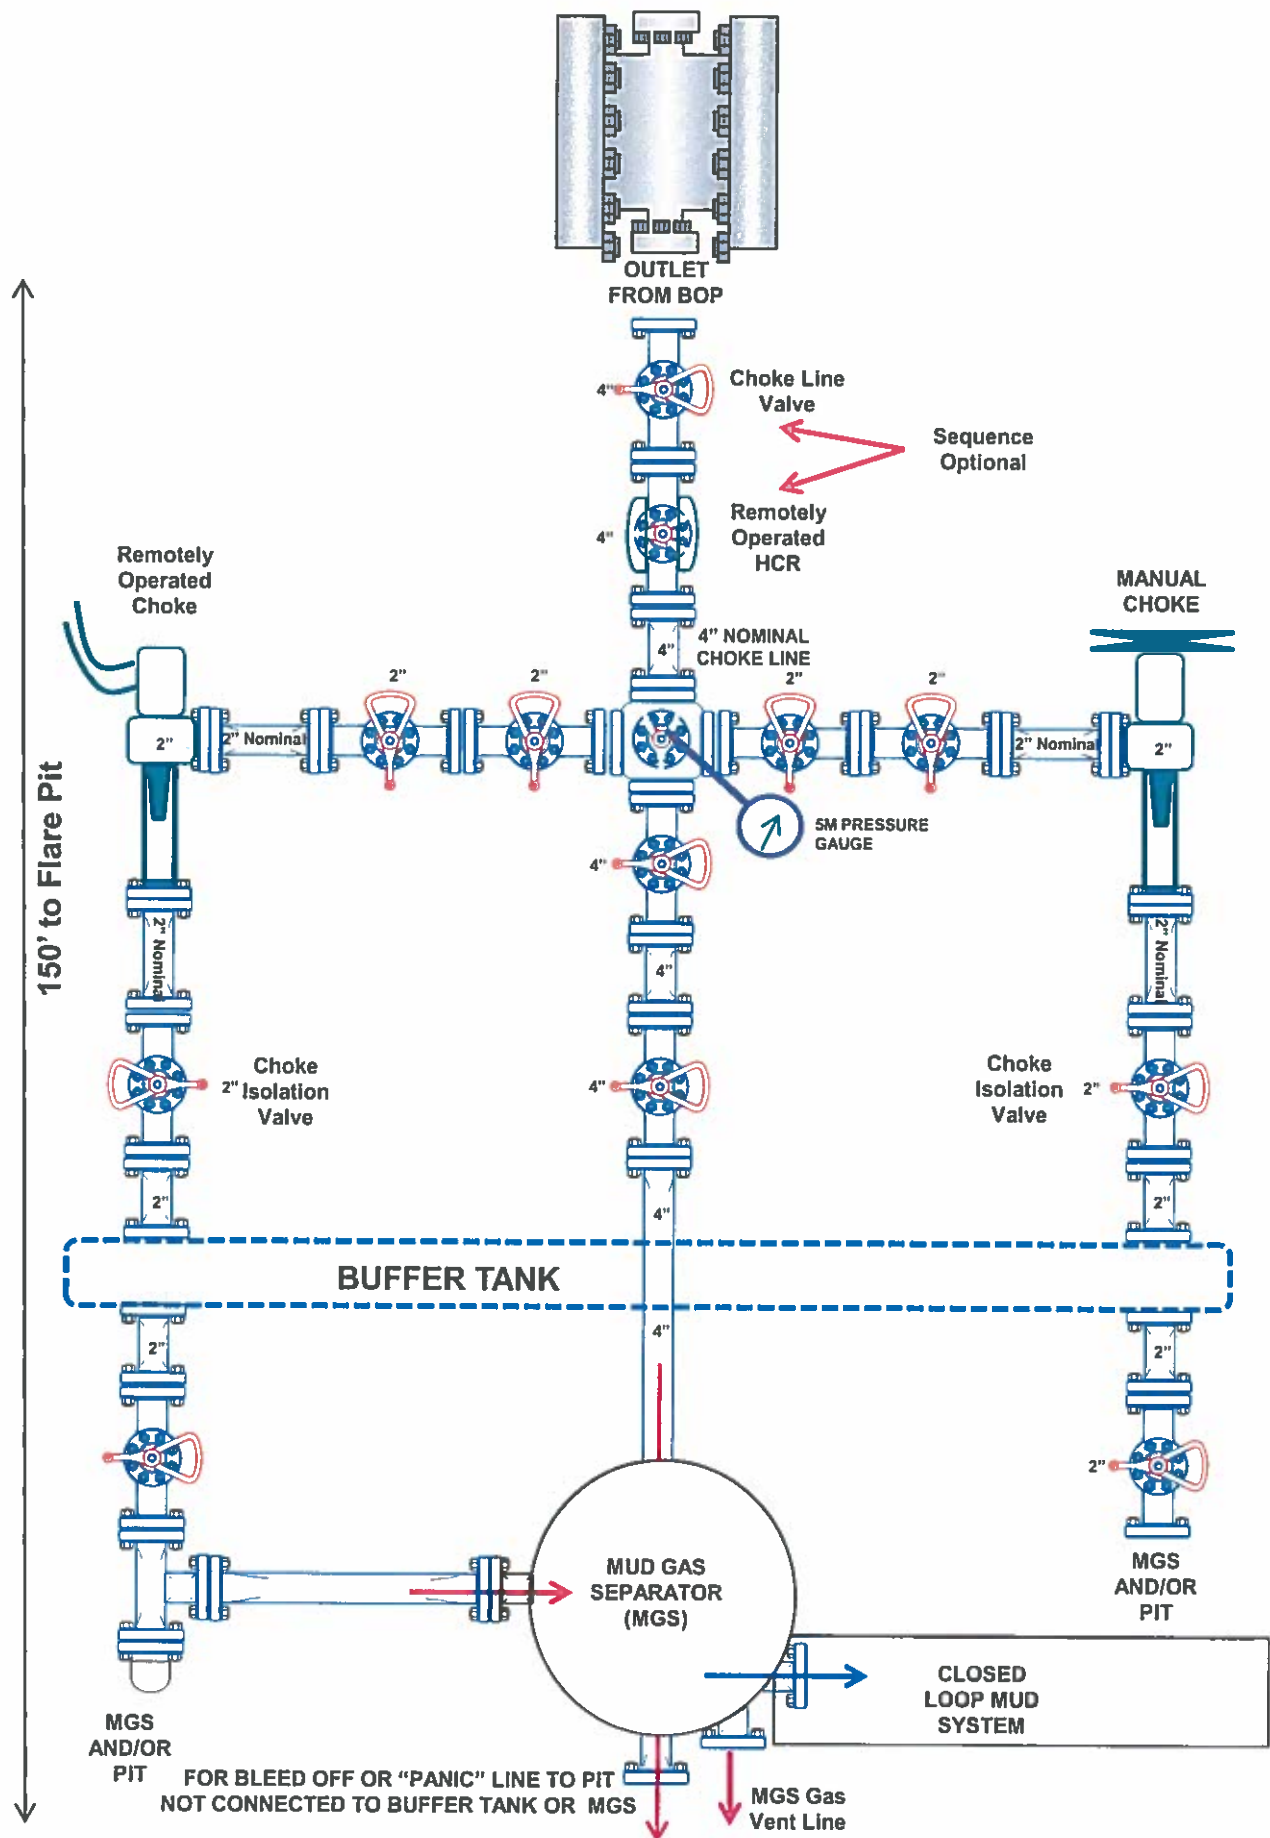 OUTLET
FROM BOP
4"
Choke Line
Valve
Sequence
Optional
4"
Remotely
Operated
HCR
Remotely
Operated
Choke
MANUAL
CHOKE
4"
4" NOMINAL
CHOKE LINE
2"
2"
2"
2"
2"
2" Nominal
2" Nominal
2"
5M PRESSURE
GAUGE
4"
150' to Flare Pit
2" Nominal
4"
2" Nominal
2"
Choke
Isolation
Valve
4"
Choke
Isolation
Valve
2"
2"
4"
2"
BUFFER TANK
2"
4"
2"
2"
MUD GAS
SEPARATOR
(MGS)
MGS
AND/OR
PIT
CLOSED
LOOP MUD
SYSTEM
MGS
AND/OR
PIT
FOR BLEED OFF OR "PANIC" LINE TO PIT
NOT CONNECTED TO BUFFER TANK OR MGS
MGS Gas
Vent Line